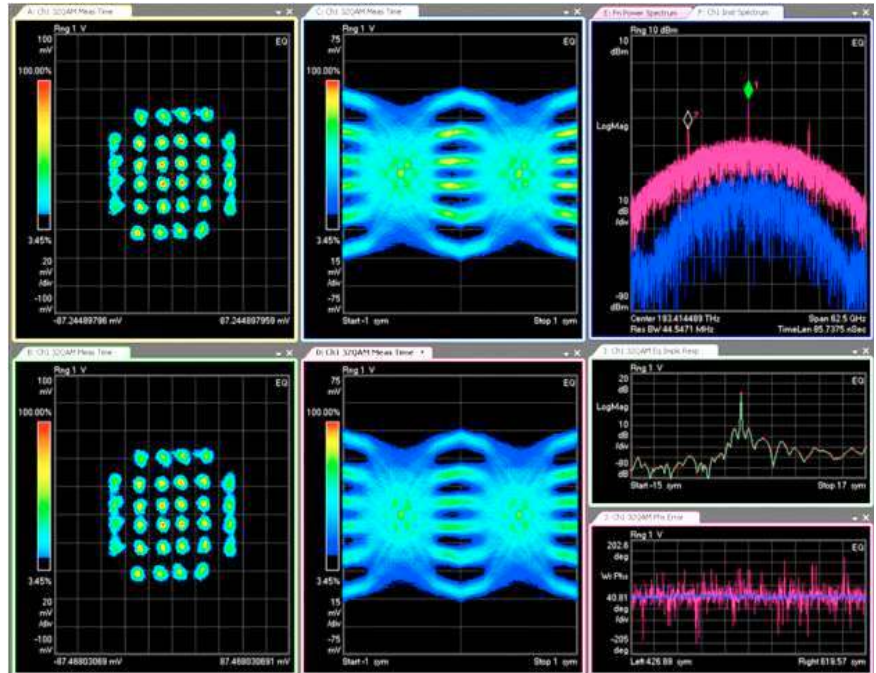 A: Ch1 32QAM Meas Time
Rng 1 V
100
mV
EQ
100.00%
3.45%
20
mV
/div
-100
mV
-87.24489796 mV
87.244897959 mV
C: Ch1 32QAM Meas Time
Rng 1 V
75
mV
EQ
100.00%
3.45%
15
mV
/div
-75
mV
Start -1 sym
Stop 1 sym
E: Fn Power Spectrum
F: Ch1 Inst Spectrum
Rng 10 dBm
10
dBm
EQ
1
2
LogMag
10
dB
/div
-90
dBm
Center 193.414489 THz
Span 62.5 GHz
Res BW 44.5471 MHz
TimeLen 85.7375 nSec
B: Ch1 32QAM Meas Time
Rng 1 V
100
mV
EQ
100.00%
3.45%
20
mV
/div
-100
mV
-87.46803069 mV
87.468030691 mV
D: Ch1 32QAM Meas Time
Rng 1 V
75
mV
EQ
100.00%
3.45%
15
mV
/div
-75
mV
Start -1 sym
Stop 1 sym
Ch1 32QAM Eq Impls Resp
Rng 1 V
20
dB
EQ
LogMag
10
dB
/div
-80
dB
Start -15 sym
Stop 17 sym
Ch1 32QAM Phs Error
Rng 1 V
202.6
deg
EQ
Wr Phs
40.81
deg
/div
-205
deg
Left 426.89 sym
Right 619.57 sym